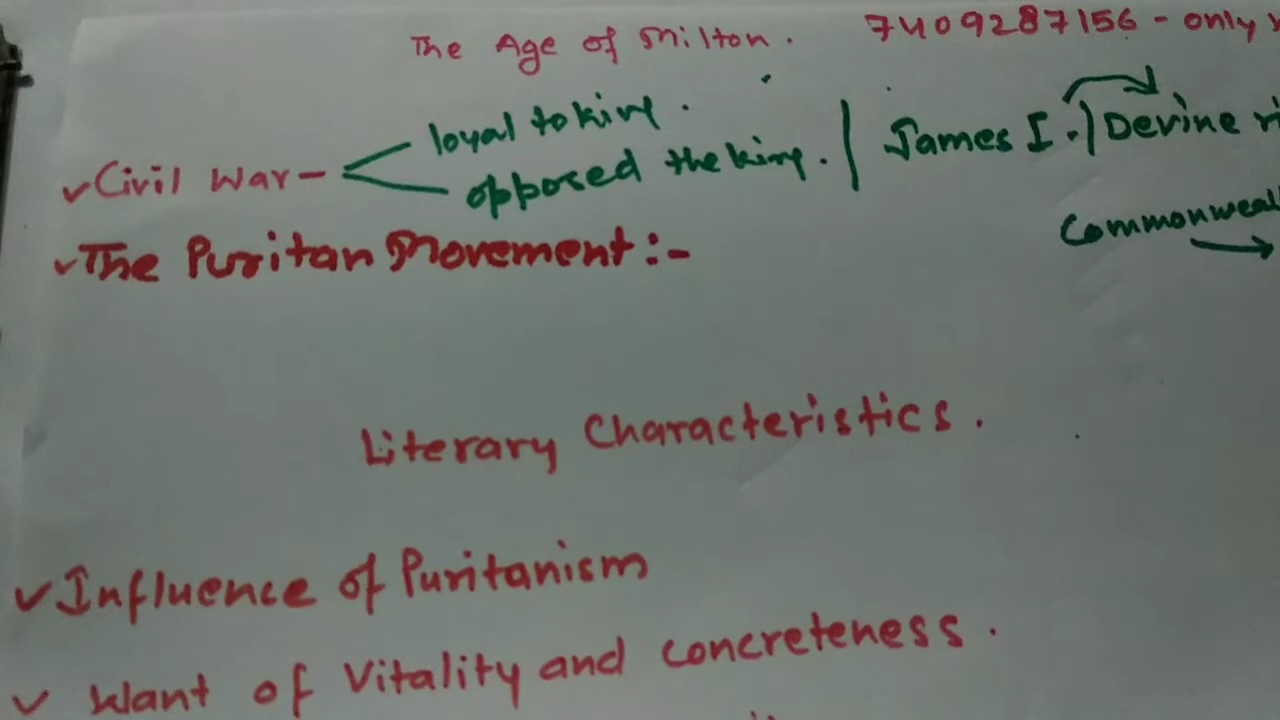 The Age of Milton. 7409287156 - only
loyal to king.
✓Civil War - opposed the king. | James I. | Devine
Commonweal
✓The Puritan Movement :-
Literary Characteristics.
✓Influence of Puritanism
✓ Want of Vitality and concreteness.